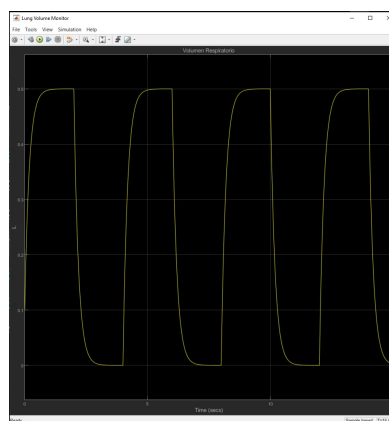 Lung Volume Monitor
File Tools View Simulation Help
Volumen Respiratorio
0.5
0.4
0.3
0.2
0.1
0
0 5 10
Time (secs)
Ready